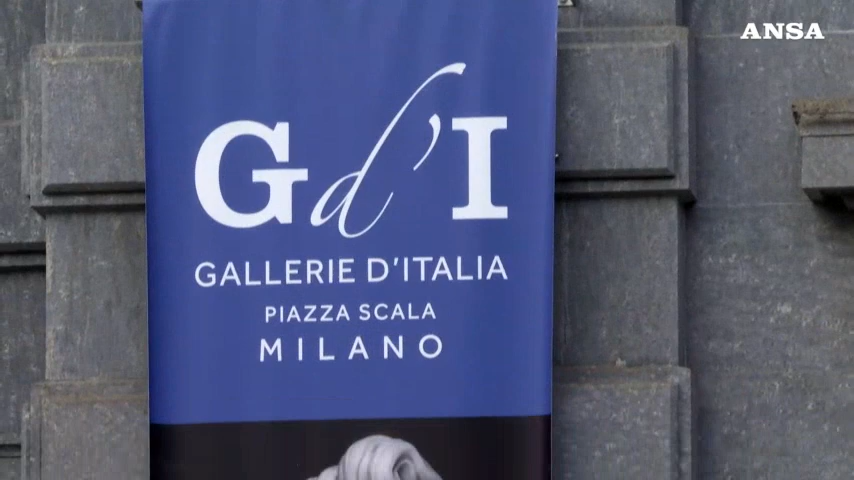 ANSA
Gd'I
GALLERIE D'ITALIA
PIAZZA SCALA
MILANO